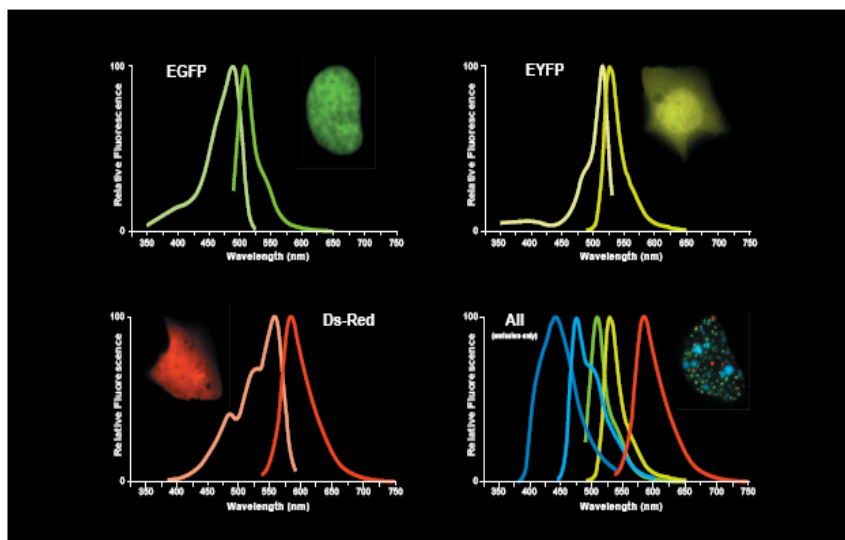 EGFP
Relative Fluorescence
100
0
350 400 450 500 550 600 650 700 750
Wavelength (nm)
EYFP
Relative Fluorescence
100
0
350 400 450 500 550 600 650 700 750
Wavelength (nm)
Ds-Red
Relative Fluorescence
100
0
350 400 450 500 550 600 650 700 750
Wavelength (nm)
All
(emission only)
Relative Fluorescence
100
0
350 400 450 500 550 600 650 700 750
Wavelength (nm)